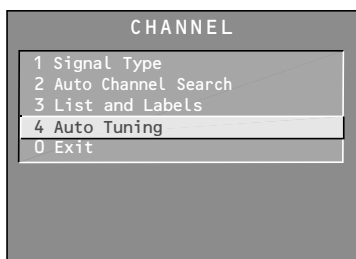 CHANNEL
1 Signal Type
2 Auto Channel Search
3 List and Labels
4 Auto Tuning
0 Exit